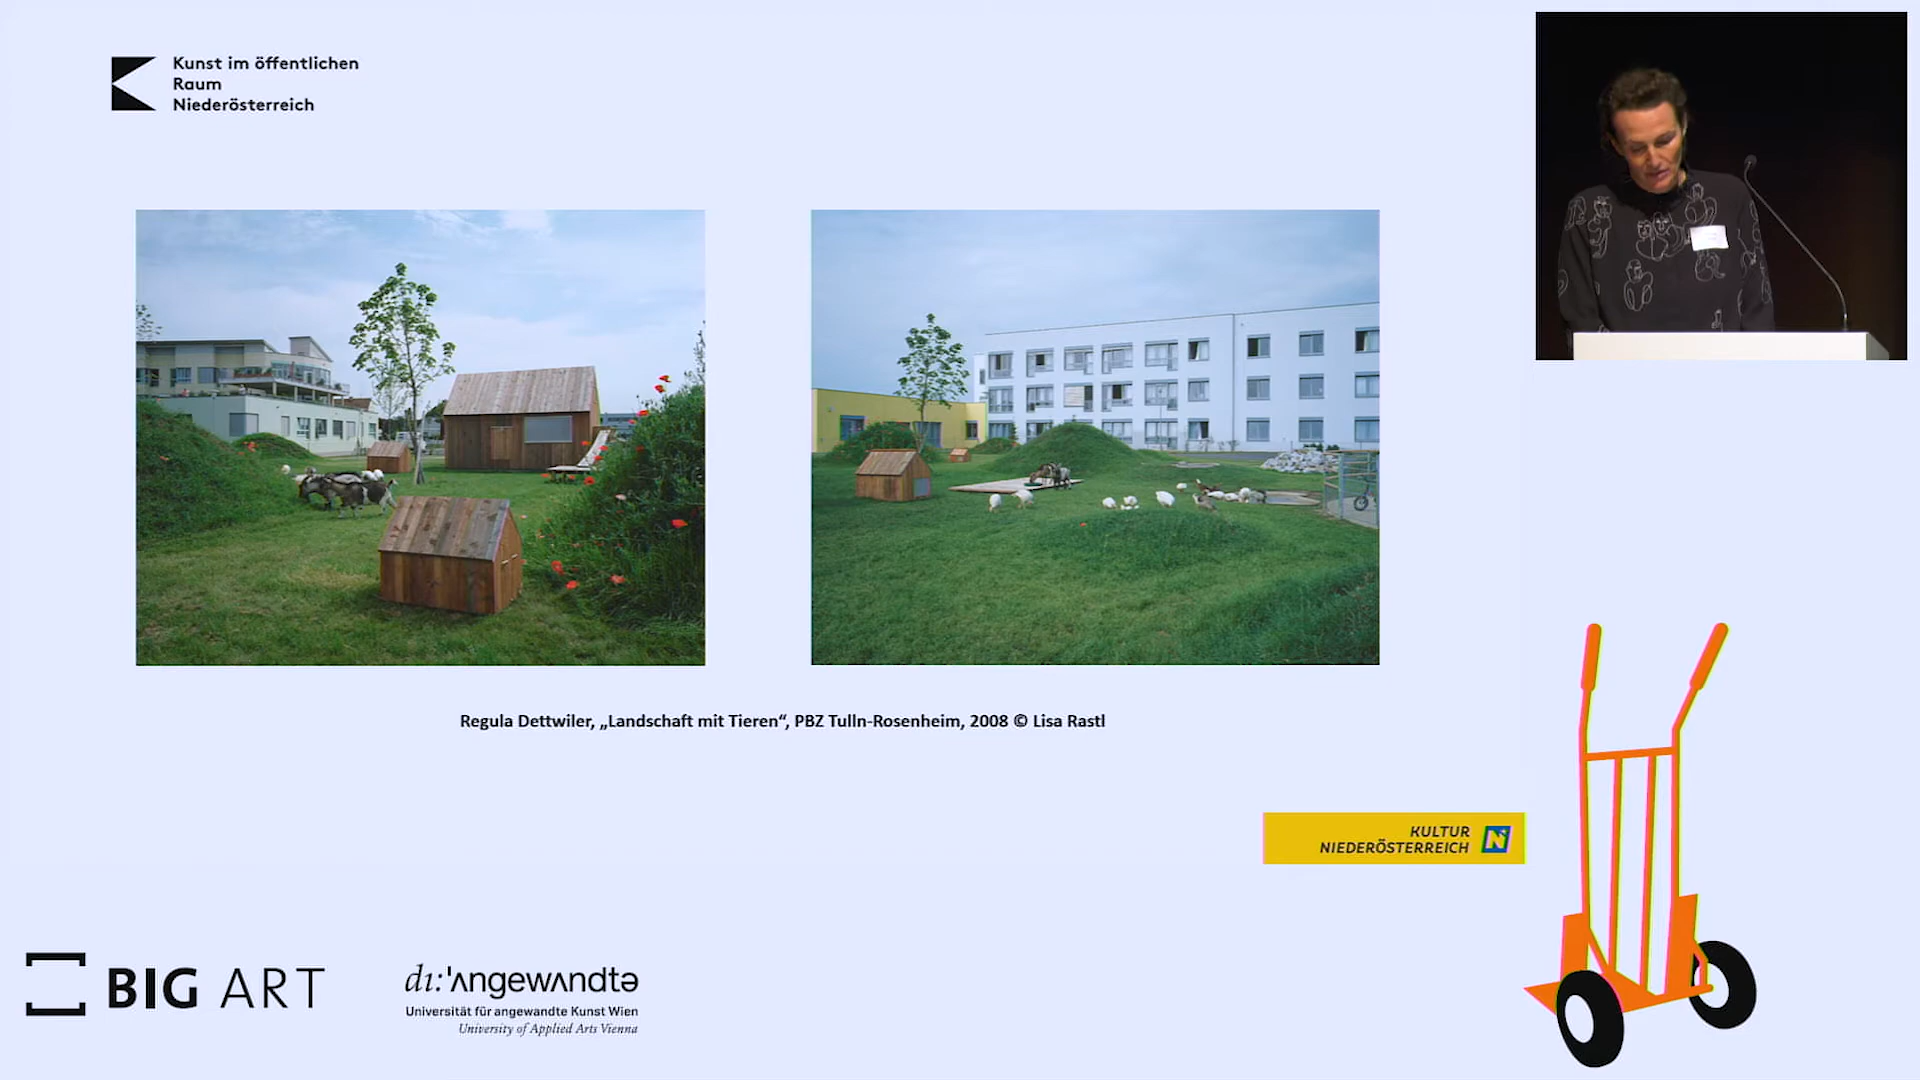 Kunst im öffentlichen
Raum
Niederösterreich
Regula Dettwiler, „Landschaft mit Tieren“, PBZ Tulln-Rosenheim, 2008 © Lisa Rastl
KULTUR
NIEDERÖSTERREICH
N
BIG ART
dı:'ʌngewʌndtə
Universität für angewandte Kunst Wien
University of Applied Arts Vienna